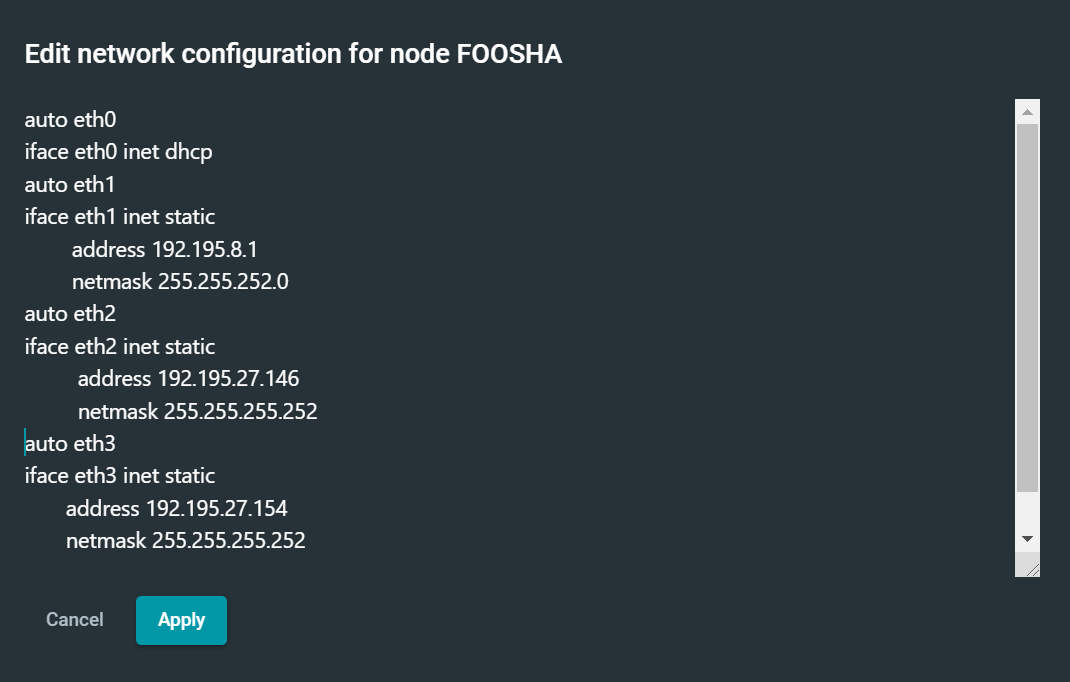 Edit network configuration for node FOOSHA
auto eth0
iface eth0 inet dhcp
auto eth1
iface eth1 inet static
address 192.195.8.1
netmask 255.255.252.0
auto eth2
iface eth2 inet static
address 192.195.27.146
netmask 255.255.255.252
auto eth3
iface eth3 inet static
address 192.195.27.154
netmask 255.255.255.252
Cancel Apply